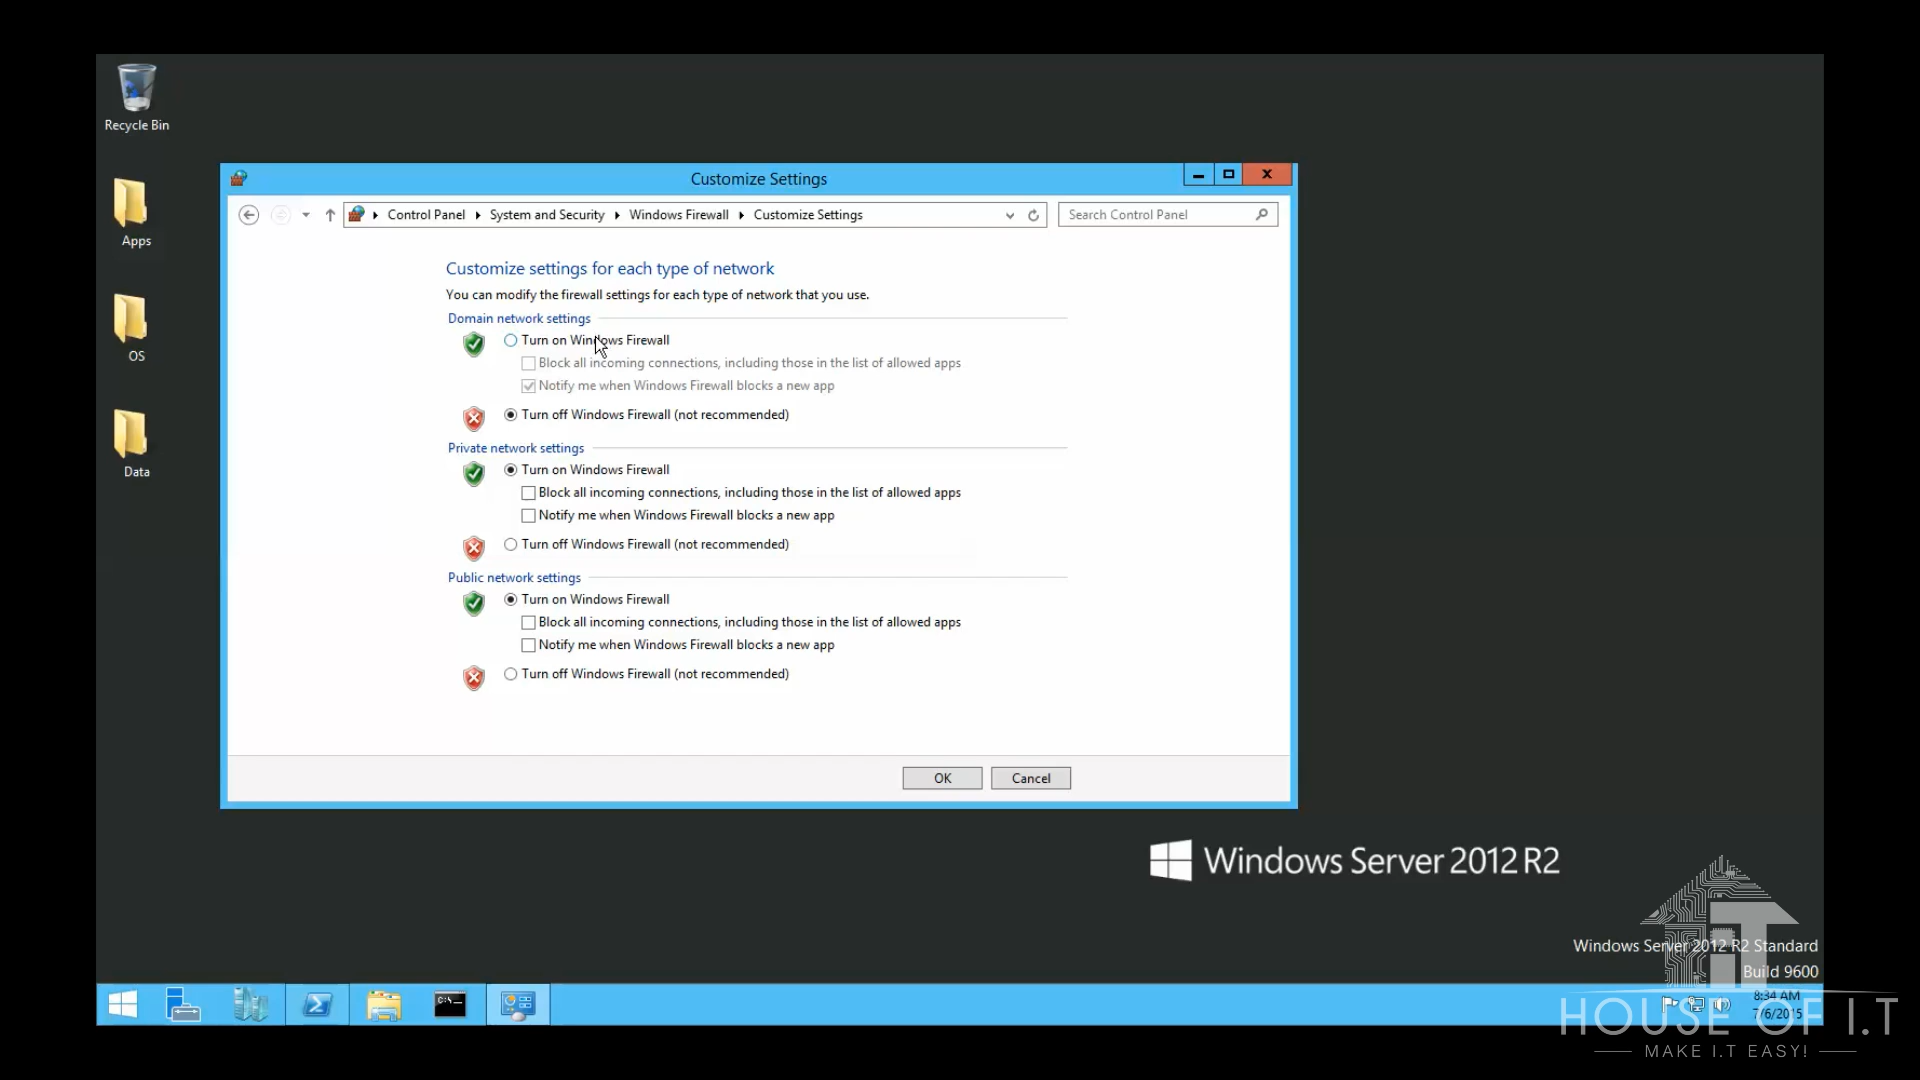 Recycle Bin
Apps
OS
Data
Customize Settings
Control Panel
System and Security
Windows Firewall
Customize Settings
Search Control Panel
Customize settings for each type of network
You can modify the firewall settings for each type of network that you use.
Domain network settings
Turn on Windows Firewall
Block all incoming connections, including those in the list of allowed apps
Notify me when Windows Firewall blocks a new app
Turn off Windows Firewall (not recommended)
Private network settings
Turn on Windows Firewall
Block all incoming connections, including those in the list of allowed apps
Notify me when Windows Firewall blocks a new app
Turn off Windows Firewall (not recommended)
Public network settings
Turn on Windows Firewall
Block all incoming connections, including those in the list of allowed apps
Notify me when Windows Firewall blocks a new app
Turn off Windows Firewall (not recommended)
OK
Cancel
Windows Server 2012 R2
Windows Server 2012 R2 Standard
Build 9600
C:\_
8:34 AM
7/6/2015
iT
HOUSE OF I.T
MAKE I.T EASY!